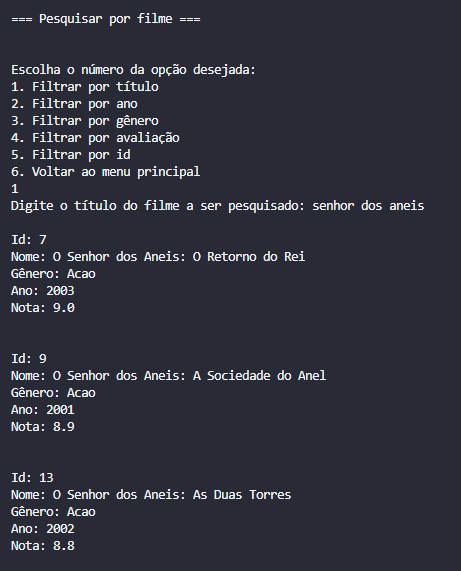 === Pesquisar por filme ===
Escolha o número da opção desejada:
1. Filtrar por título
2. Filtrar por ano
3. Filtrar por gênero
4. Filtrar por avaliação
5. Filtrar por id
6. Voltar ao menu principal
1
Digite o título do filme a ser pesquisado: senhor dos aneis
Id: 7
Nome: O Senhor dos Aneis: O Retorno do Rei
Gênero: Acao
Ano: 2003
Nota: 9.0
Id: 9
Nome: O Senhor dos Aneis: A Sociedade do Anel
Gênero: Acao
Ano: 2001
Nota: 8.9
Id: 13
Nome: O Senhor dos Aneis: As Duas Torres
Gênero: Acao
Ano: 2002
Nota: 8.8